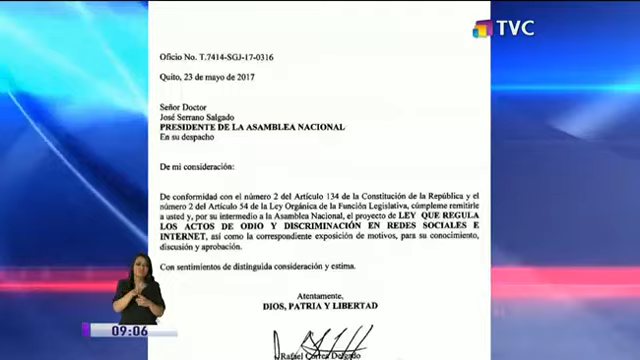 TVC
Oficio No. T.7414-SGJ-17-0316
Quito, 23 de mayo de 2017
Señor Doctor
José Serrano Salgado
PRESIDENTE DE LA ASAMBLEA NACIONAL
En su despacho
De mi consideración:
De conformidad con el número 2 del Artículo 134 de la Constitución de la República y el
número 2 del Artículo 54 de la Ley Orgánica de la Función Legislativa, cúmpleme remitirle
a usted y, por su intermedio a la Asamblea Nacional, el proyecto de LEY QUE REGULA
LOS ACTOS DE ODIO Y DISCRIMINACIÓN EN REDES SOCIALES E
INTERNET, así como la correspondiente exposición de motivos, para su conocimiento,
discusión y aprobación.
Con sentimientos de distinguida consideración y estima.
Atentamente,
DIOS, PATRIA Y LIBERTAD
Rafael Correa Delgado
09:06